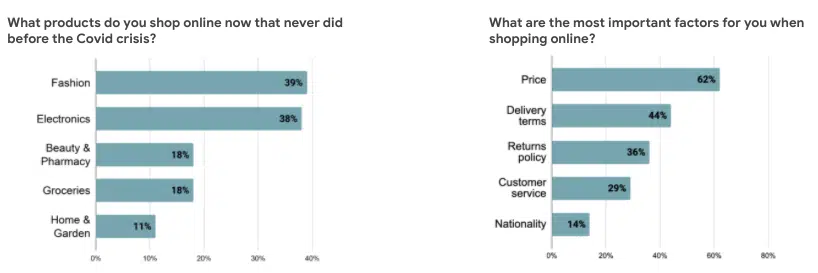 What products do you shop online now that never did
before the Covid crisis?
Fashion
39%
Electronics
38%
Beauty &
Pharmacy
18%
Groceries
18%
Home &
Garden
11%
0%
10%
20%
30%
40%
What are the most important factors for you when
shopping online?
Price
62%
Delivery
terms
44%
Returns
policy
36%
Customer
service
29%
Nationality
14%
0%
20%
40%
60%
80%